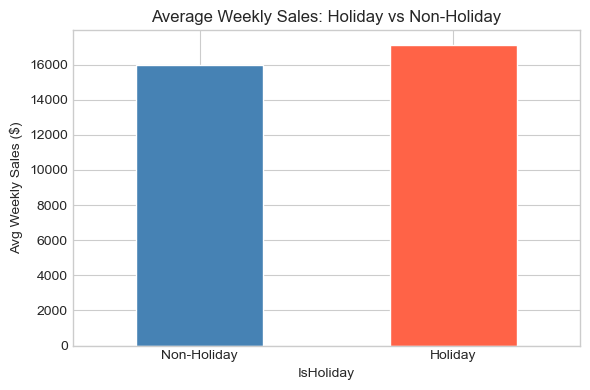 Average Weekly Sales: Holiday vs Non-Holiday
Avg Weekly Sales ($)
16000
14000
12000
10000
8000
6000
4000
2000
0
Non-Holiday Holiday
IsHoliday